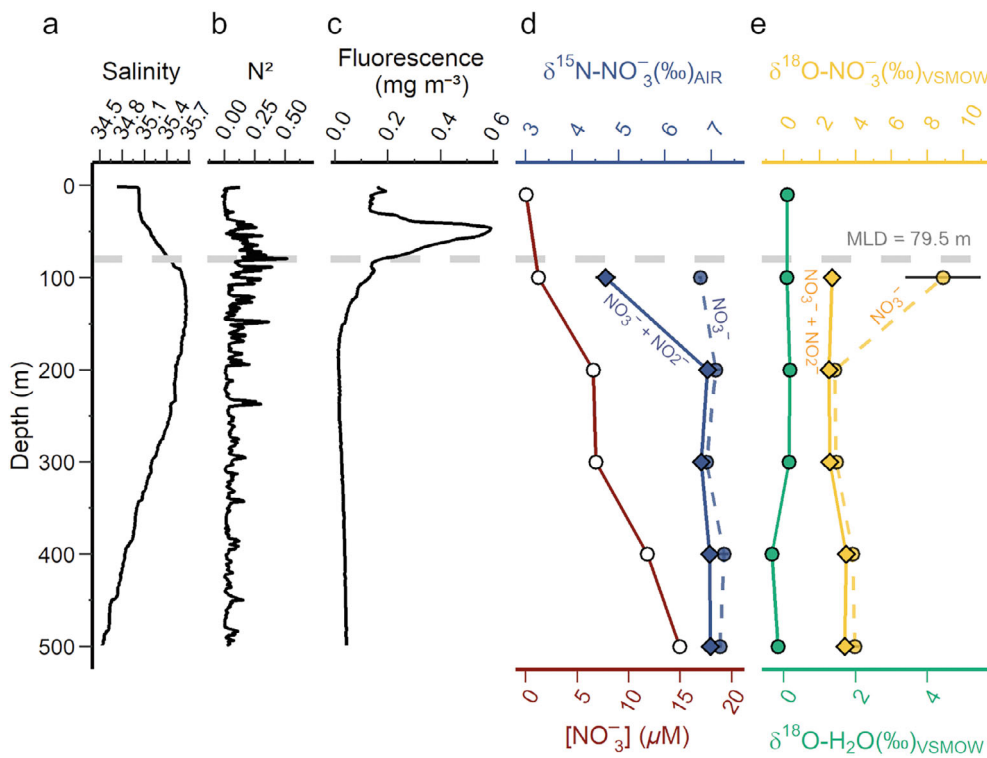 a
b
c
d
e
Salinity
N²
Fluorescence
(mg m⁻³)
δ¹⁵N-NO₃⁻(‰)AIR
δ¹⁸O-NO₃⁻(‰)VSMOW
34.5
34.8
35.1
35.4
35.7
0.00
0.25
0.50
0.0
0.2
0.4
0.6
3
4
5
6
7
0
2
4
6
8
10
Depth (m)
0
100
200
300
400
500
MLD = 79.5 m
NO₃⁻ + NO2⁻
NO₃⁻
NO₃⁻ + NO2⁻
NO₃⁻
0
5
10
15
20
[NO₃⁻] (µM)
0
2
4
δ¹⁸O-H₂O(‰)VSMOW